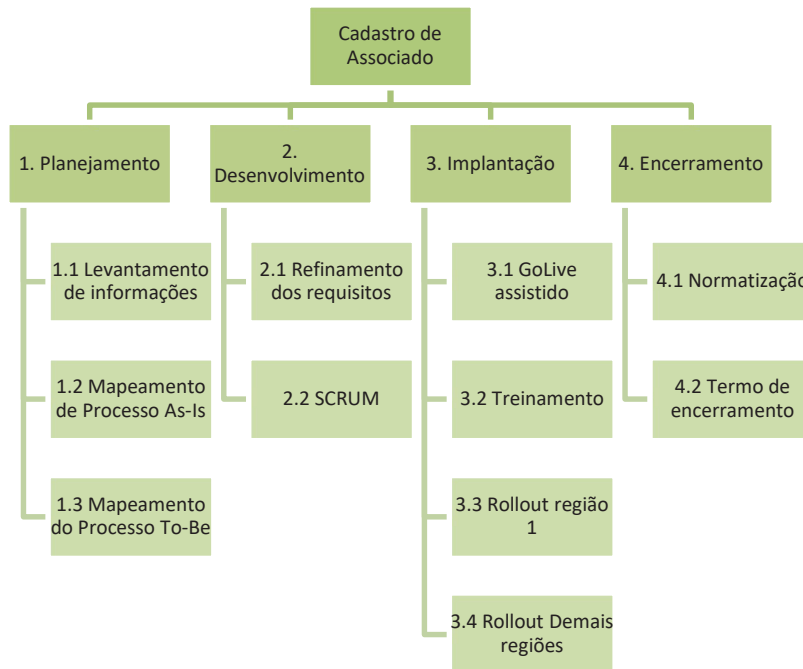 Cadastro de
Associado
1. Planejamento
2.
Desenvolvimento
3. Implantação
4. Encerramento
1.1 Levantamento
de informações
2.1 Refinamento
dos requisitos
3.1 GoLive
assistido
4.1 Normatização
1.2 Mapeamento
de Processo As-Is
2.2 SCRUM
3.2 Treinamento
4.2 Termo de
encerramento
1.3 Mapeamento
do Processo To-Be
3.3 Rollout região
1
3.4 Rollout Demais
regiões